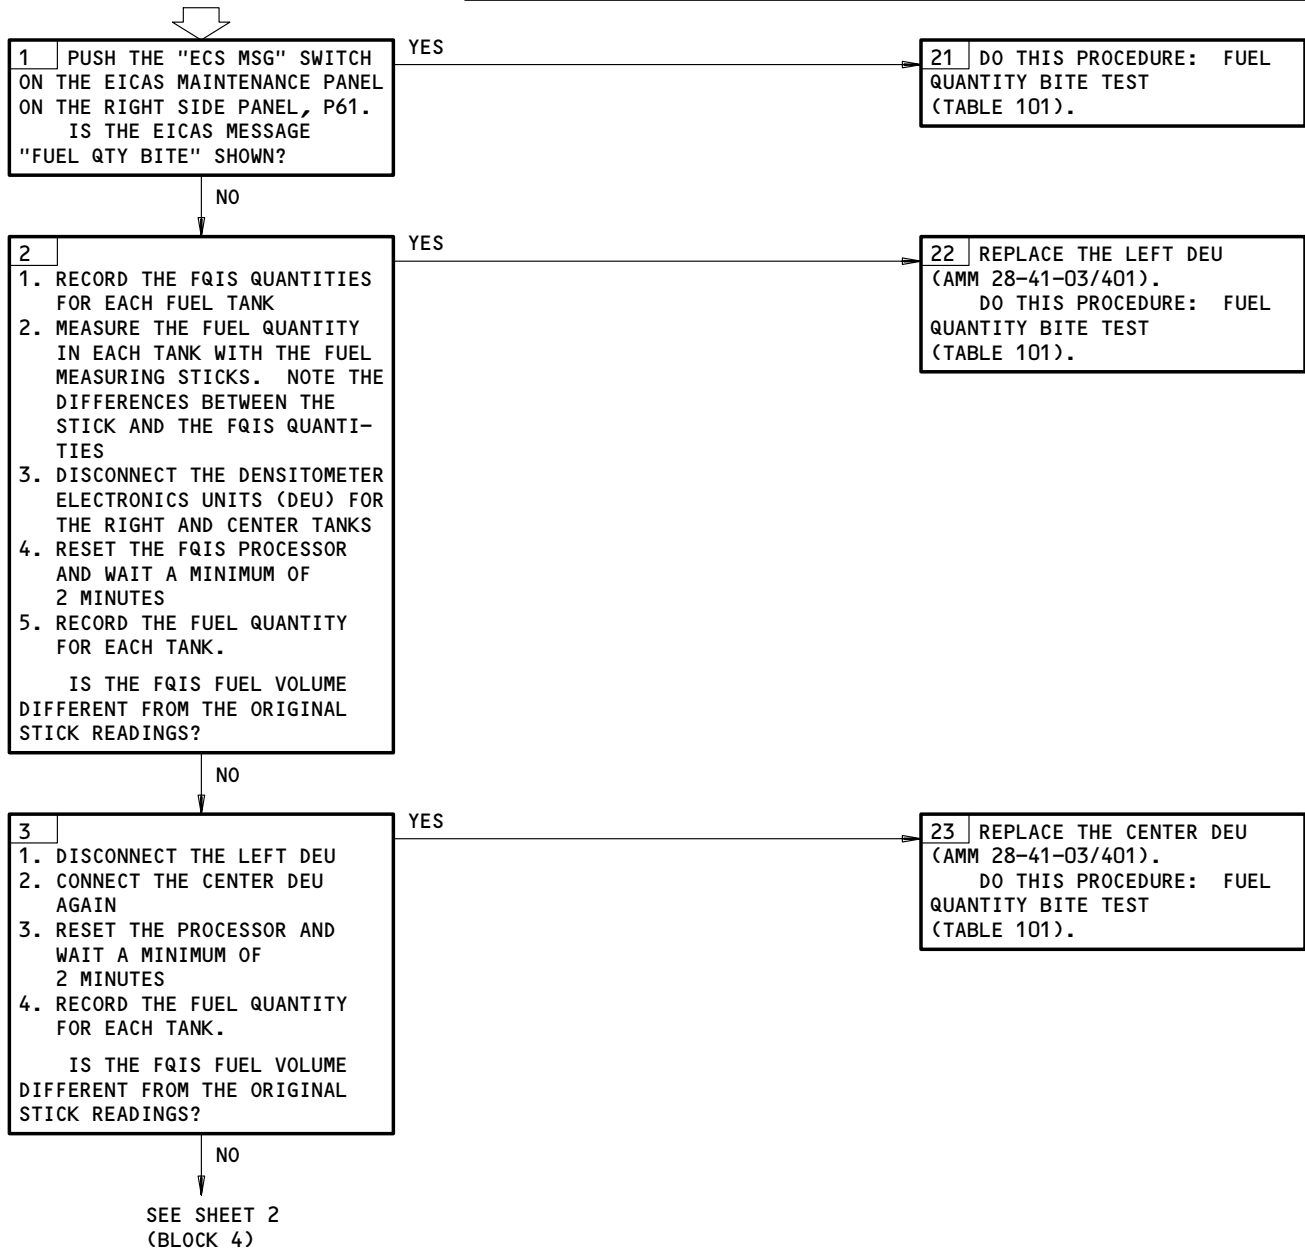 1 PUSH THE "ECS MSG" SWITCH
ON THE EICAS MAINTENANCE PANEL
ON THE RIGHT SIDE PANEL, P61.
IS THE EICAS MESSAGE
"FUEL QTY BITE" SHOWN?
YES
21 DO THIS PROCEDURE: FUEL
QUANTITY BITE TEST
(TABLE 101).
NO
2
1. RECORD THE FQIS QUANTITIES
FOR EACH FUEL TANK
2. MEASURE THE FUEL QUANTITY
IN EACH TANK WITH THE FUEL
MEASURING STICKS. NOTE THE
DIFFERENCES BETWEEN THE
STICK AND THE FQIS QUANTI-
TIES
3. DISCONNECT THE DENSITOMETER
ELECTRONICS UNITS (DEU) FOR
THE RIGHT AND CENTER TANKS
4. RESET THE FQIS PROCESSOR
AND WAIT A MINIMUM OF
2 MINUTES
5. RECORD THE FUEL QUANTITY
FOR EACH TANK.
IS THE FQIS FUEL VOLUME
DIFFERENT FROM THE ORIGINAL
STICK READINGS?
YES
22 REPLACE THE LEFT DEU
(AMM 28-41-03/401).
DO THIS PROCEDURE: FUEL
QUANTITY BITE TEST
(TABLE 101).
NO
3
1. DISCONNECT THE LEFT DEU
2. CONNECT THE CENTER DEU
AGAIN
3. RESET THE PROCESSOR AND
WAIT A MINIMUM OF
2 MINUTES
4. RECORD THE FUEL QUANTITY
FOR EACH TANK.
IS THE FQIS FUEL VOLUME
DIFFERENT FROM THE ORIGINAL
STICK READINGS?
YES
23 REPLACE THE CENTER DEU
(AMM 28-41-03/401).
DO THIS PROCEDURE: FUEL
QUANTITY BITE TEST
(TABLE 101).
NO
SEE SHEET 2
(BLOCK 4)